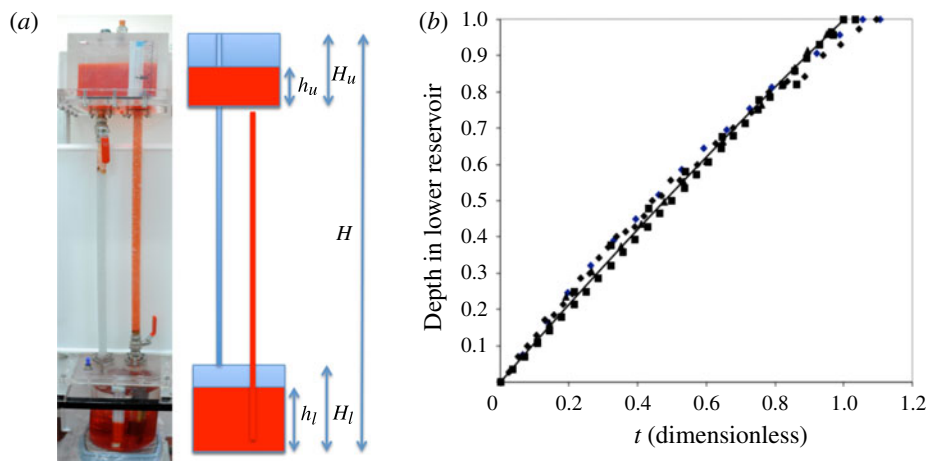 (a)
h_u
H_u
H
h_l
H_l
(b)
Depth in lower reservoir
1.0
0.9
0.8
0.7
0.6
0.5
0.4
0.3
0.2
0.1
0
0.2
0.4
0.6
0.8
1.0
1.2
t (dimensionless)